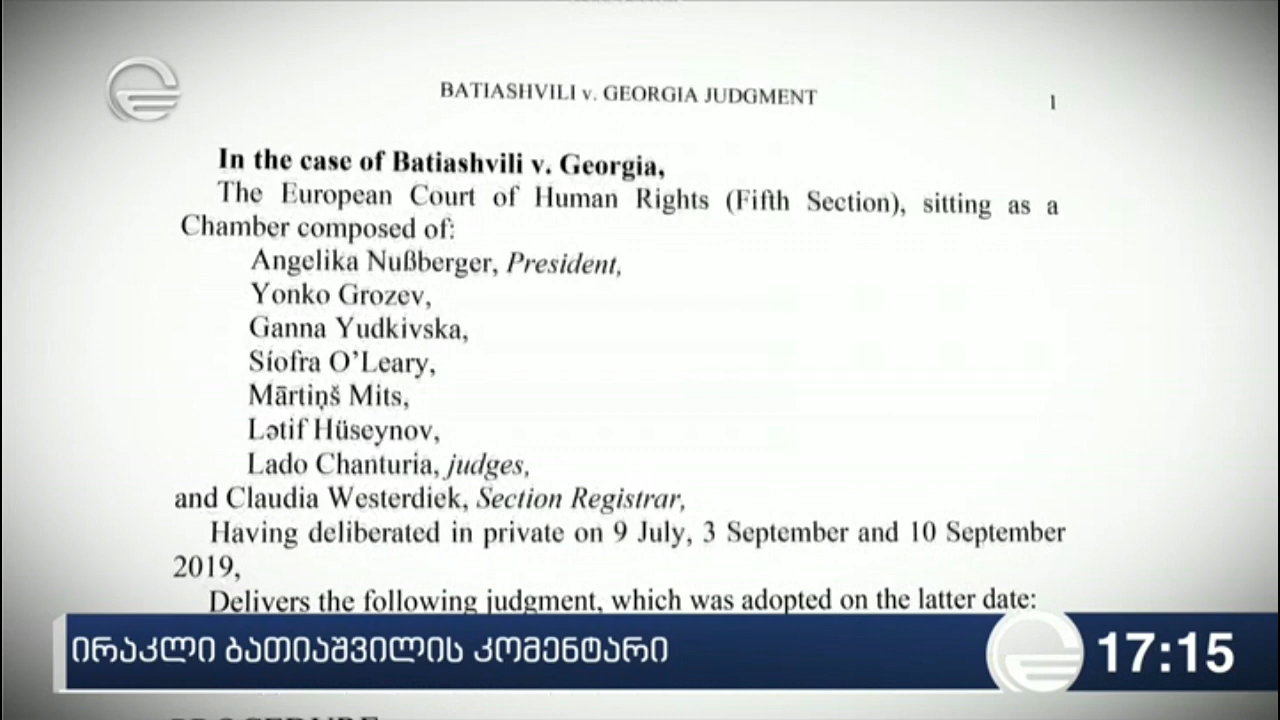 BATIASHVILI v. GEORGIA JUDGMENT
1
In the case of Batiashvili v. Georgia,
The European Court of Human Rights (Fifth Section), sitting as a
Chamber composed of:
Angelika Nußberger, President,
Yonko Grozev,
Ganna Yudkivska,
Síofra O’Leary,
Mārtiņš Mits,
Lətif Hüseynov,
Lado Chanturia, judges,
and Claudia Westerdiek, Section Registrar,
Having deliberated in private on 9 July, 3 September and 10 September
2019,
Delivers the following judgment, which was adopted on the latter date:
ირაკლი ბათიაშვილის კომენტარი
17:15
PROCEDURE